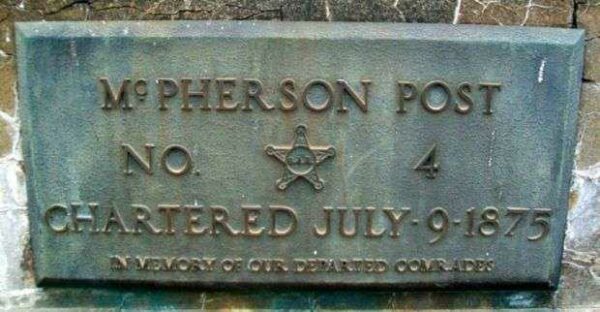 McPHERSON POST
NO. 4
CHARTERED JULY-9-1875
IN MEMORY OF OUR DEPARTED COMRADES